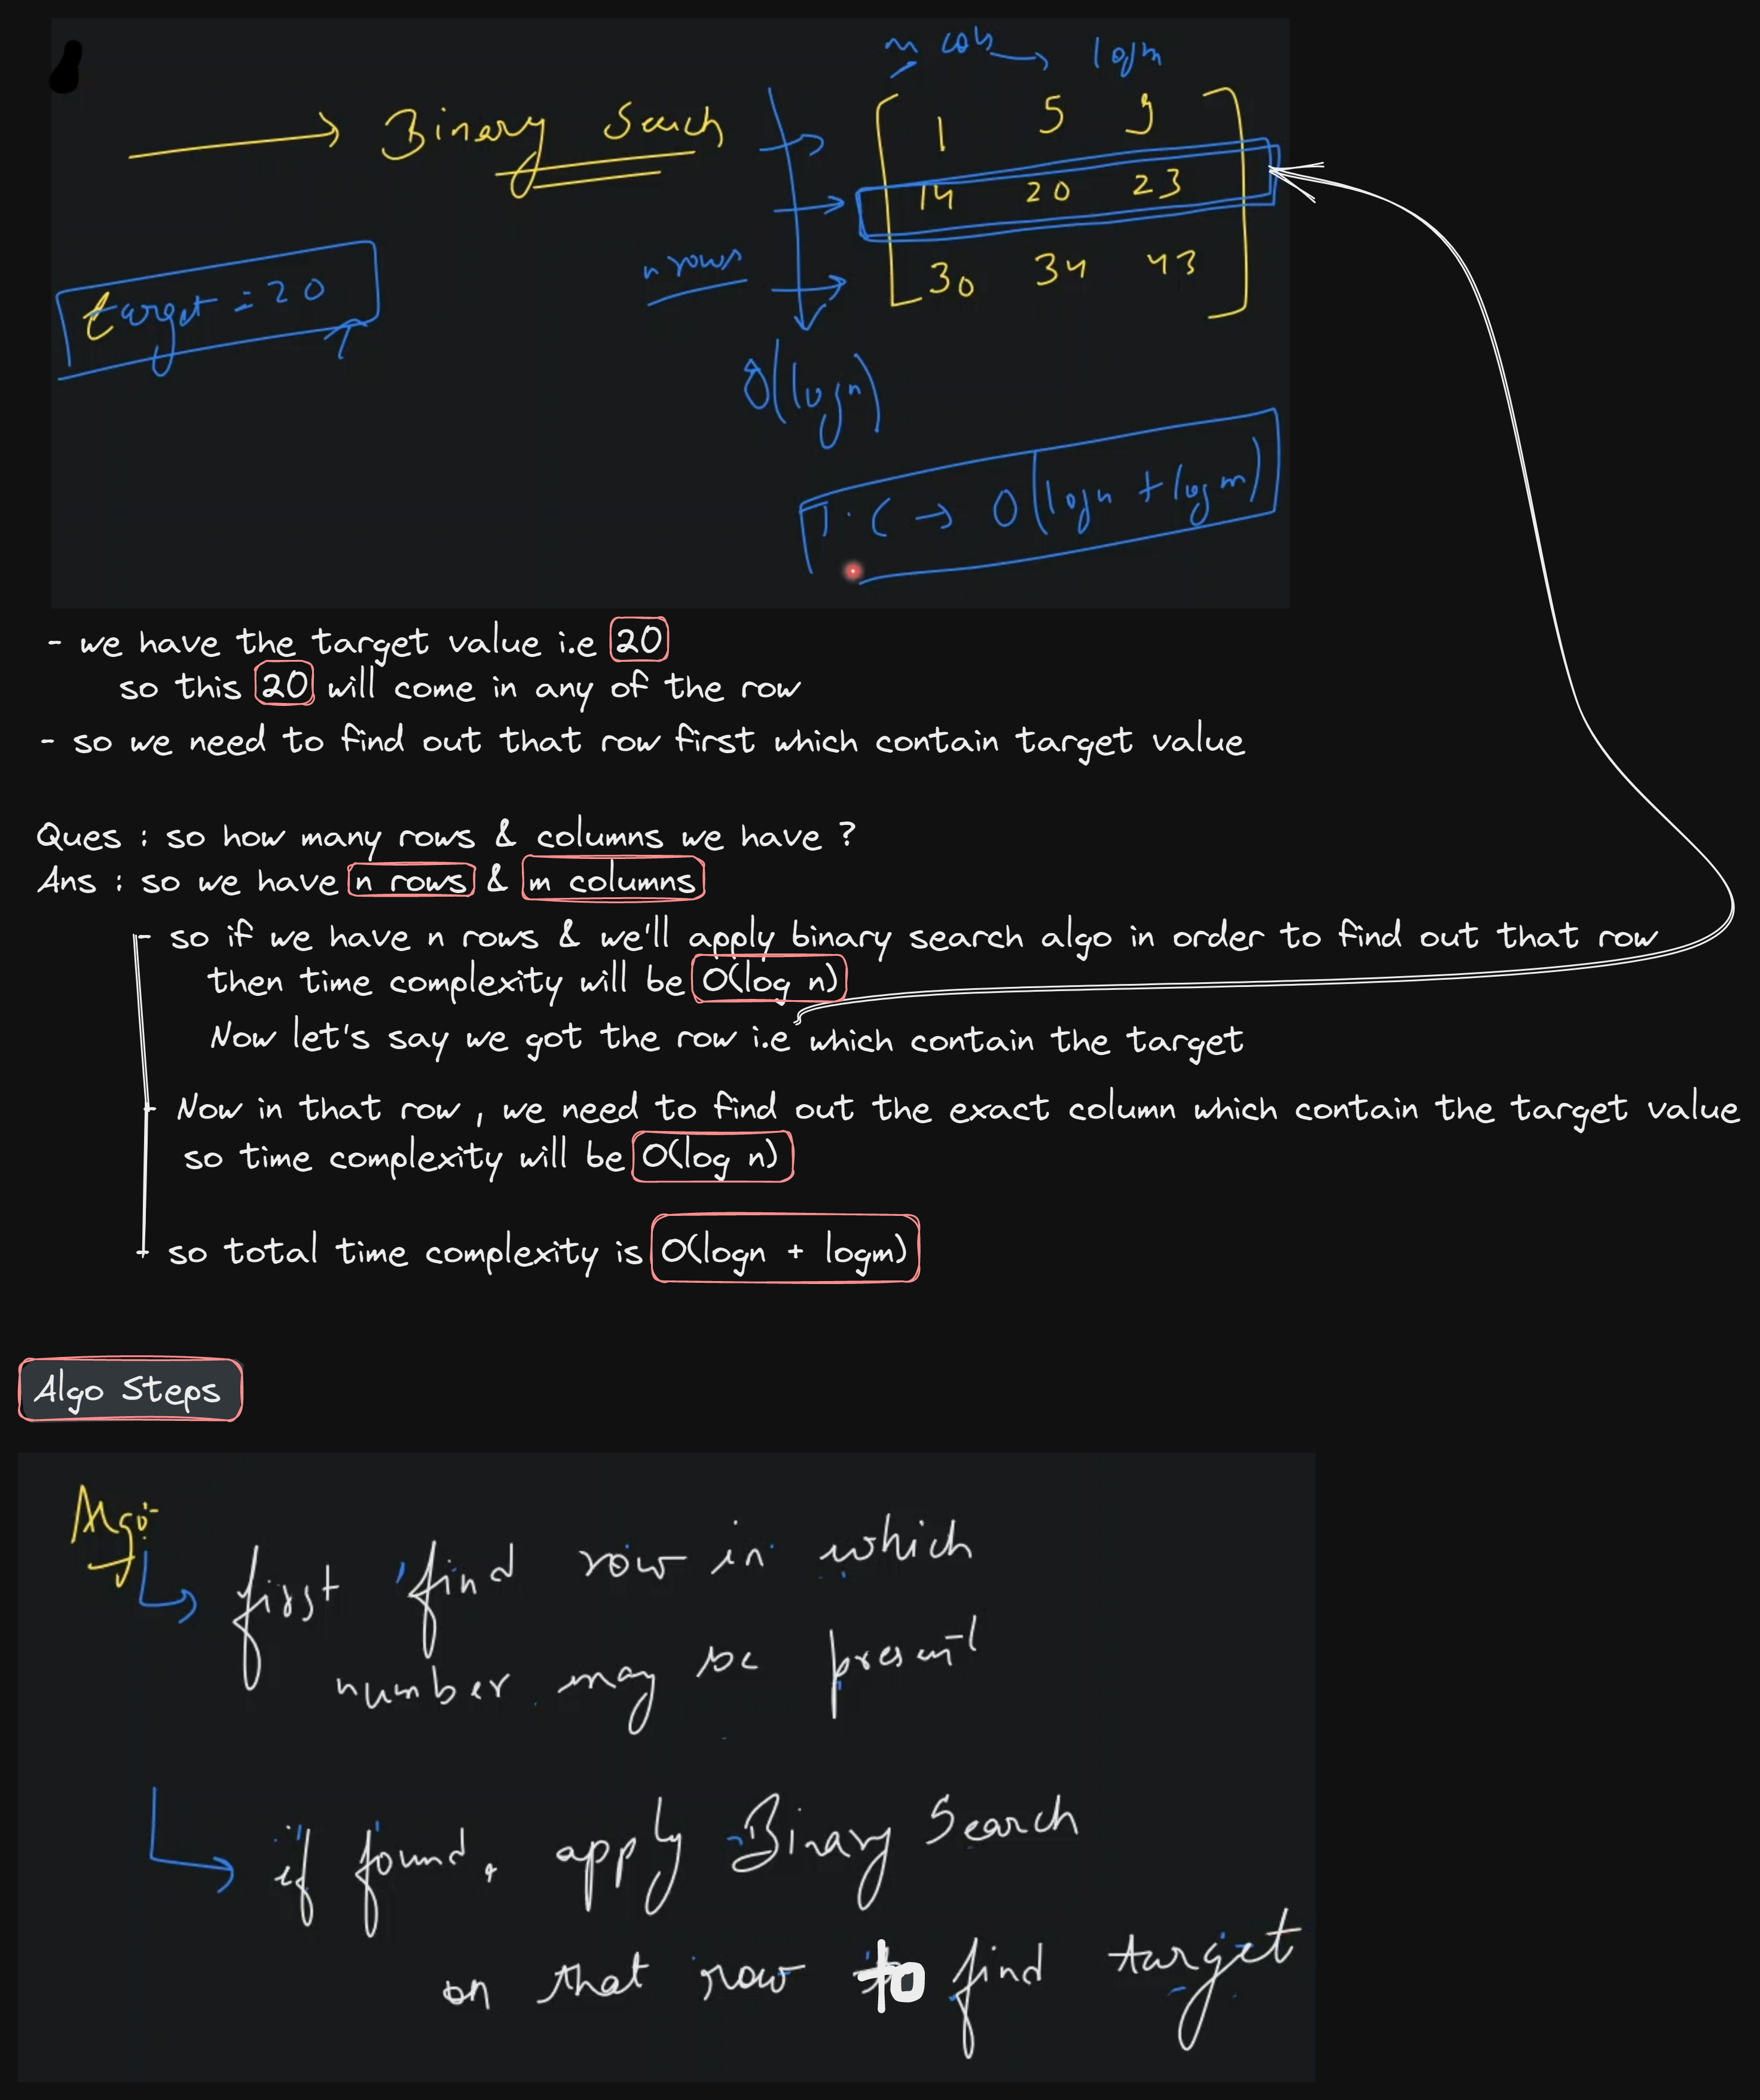 m cols → logm
→ Binary Search
1 5 9
14 20 23
n rows
30 34 43
target = 20
O(logn)
T.C → O(logn + logm)
- we have the target value i.e 20
so this 20 will come in any of the row
- so we need to find out that row first which contain target value
Ques : so how many rows & columns we have ?
Ans : so we have n rows & m columns
- so if we have n rows & we'll apply binary search algo in order to find out that row
then time complexity will be O(log n)
Now let's say we got the row i.e which contain the target
- Now in that row , we need to find out the exact column which contain the target value
so time complexity will be O(log n)
- so total time complexity is O(logn + logm)
Algo Steps
Algo:-
first find row in which
number may be present
if found, apply Binary Search
on that row to find target